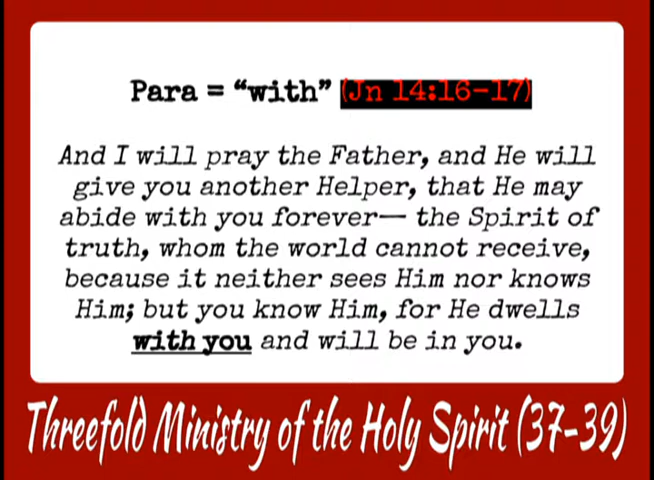 Para = “with” (Jn 14:16-17)
And I will pray the Father, and He will
give you another Helper, that He may
abide with you forever— the Spirit of
truth, whom the world cannot receive,
because it neither sees Him nor knows
Him; but you know Him, for He dwells
with you and will be in you.
Threefold Ministry of the Holy Spirit (37-39)